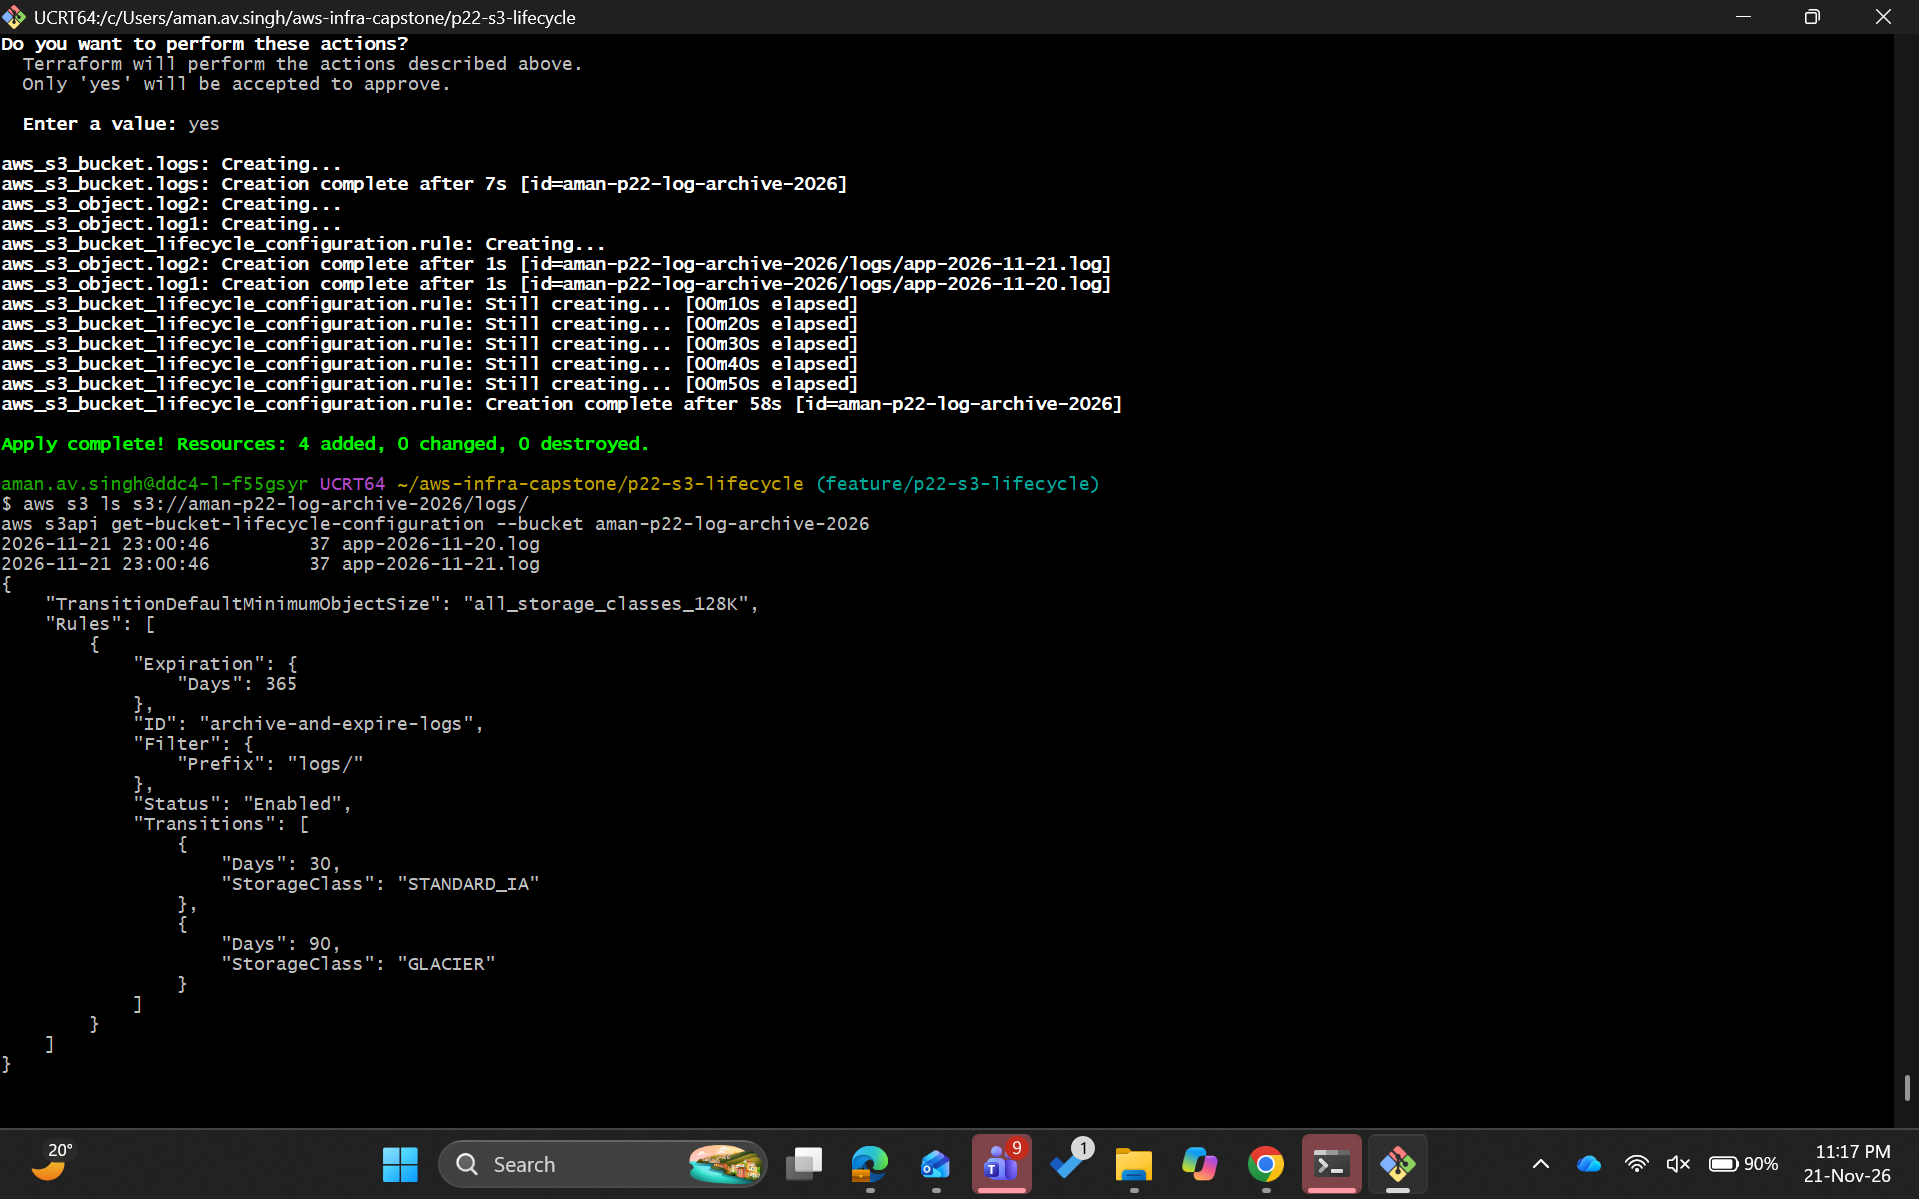 UCRT64:/c/Users/aman.av.singh/aws-infra-capstone/p22-s3-lifecycle
Do you want to perform these actions?
  Terraform will perform the actions described above.
  Only 'yes' will be accepted to approve.
  Enter a value: yes
aws_s3_bucket.logs: Creating...
aws_s3_bucket.logs: Creation complete after 7s [id=aman-p22-log-archive-2026]
aws_s3_object.log2: Creating...
aws_s3_object.log1: Creating...
aws_s3_bucket_lifecycle_configuration.rule: Creating...
aws_s3_object.log2: Creation complete after 1s [id=aman-p22-log-archive-2026/logs/app-2026-11-21.log]
aws_s3_object.log1: Creation complete after 1s [id=aman-p22-log-archive-2026/logs/app-2026-11-20.log]
aws_s3_bucket_lifecycle_configuration.rule: Still creating... [00m10s elapsed]
aws_s3_bucket_lifecycle_configuration.rule: Still creating... [00m20s elapsed]
aws_s3_bucket_lifecycle_configuration.rule: Still creating... [00m30s elapsed]
aws_s3_bucket_lifecycle_configuration.rule: Still creating... [00m40s elapsed]
aws_s3_bucket_lifecycle_configuration.rule: Still creating... [00m50s elapsed]
aws_s3_bucket_lifecycle_configuration.rule: Creation complete after 58s [id=aman-p22-log-archive-2026]
Apply complete! Resources: 4 added, 0 changed, 0 destroyed.
aman.av.singh@ddc4-l-f55gsyr UCRT64 ~/aws-infra-capstone/p22-s3-lifecycle (feature/p22-s3-lifecycle)
$ aws s3 ls s3://aman-p22-log-archive-2026/logs/
aws s3api get-bucket-lifecycle-configuration --bucket aman-p22-log-archive-2026
2026-11-21 23:00:46         37 app-2026-11-20.log
2026-11-21 23:00:46         37 app-2026-11-21.log
{
    "TransitionDefaultMinimumObjectSize": "all_storage_classes_128K",
    "Rules": [
        {
            "Expiration": {
                "Days": 365
            },
            "ID": "archive-and-expire-logs",
            "Filter": {
                "Prefix": "logs/"
            },
            "Status": "Enabled",
            "Transitions": [
                {
                    "Days": 30,
                    "StorageClass": "STANDARD_IA"
                },
                {
                    "Days": 90,
                    "StorageClass": "GLACIER"
                }
            ]
        }
    ]
}
20°
Search
9
1
90%
11:17 PM
21-Nov-26